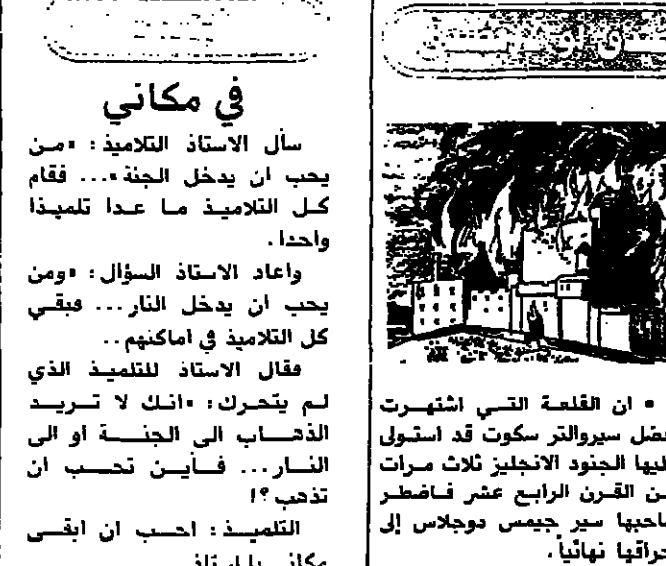 في مكاني
سأل الاستاذ التلاميذ: «من
يحب ان يدخل الجنة»... فقام
كل التلاميذ ما عدا تلميذا
واحدا.
واعاد الاستاذ السؤال: «ومن
يحب ان يدخل النار... فبقي
كل التلاميذ في اماكنهم..
فقال الاستاذ للتلميذ الذي
لم يتحرك: «انك لا تريد
الذهاب الى الجنة او الى
النار... فأين تحب ان
تذهب؟!
التلميذ: احب ان ابقى
مكاني يا استاذ
• ان القلعة التي اشتهرت
سيروالتر سكوت قد استولى
الجنود الانجليز ثلاث مرات
القرن الرابع عشر فاضطر
سير جيمس دوجلاس إلى
نهائياً.